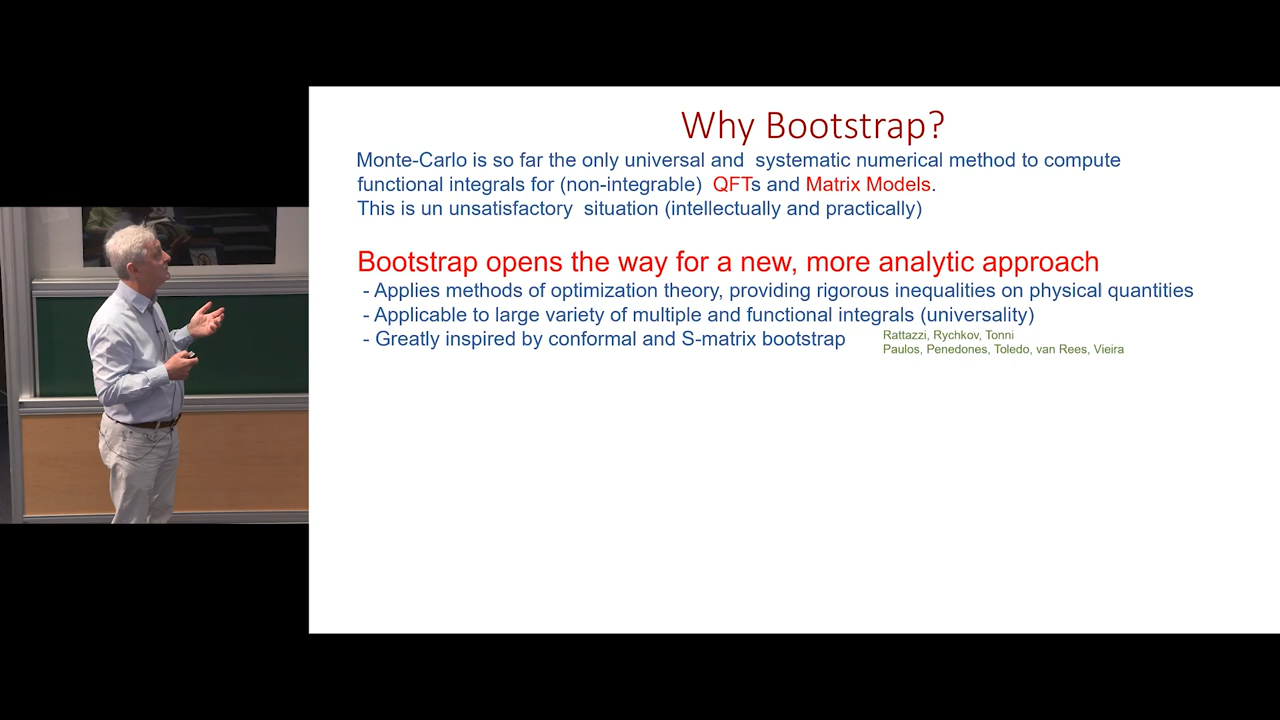 Why Bootstrap?
Monte-Carlo is so far the only universal and systematic numerical method to compute
functional integrals for (non-integrable) QFTs and Matrix Models.
This is un unsatisfactory situation (intellectually and practically)
Bootstrap opens the way for a new, more analytic approach
- Applies methods of optimization theory, providing rigorous inequalities on physical quantities
- Applicable to large variety of multiple and functional integrals (universality)
- Greatly inspired by conformal and S-matrix bootstrap
Rattazzi, Rychkov, Tonni
Paulos, Penedones, Toledo, van Rees, Vieira